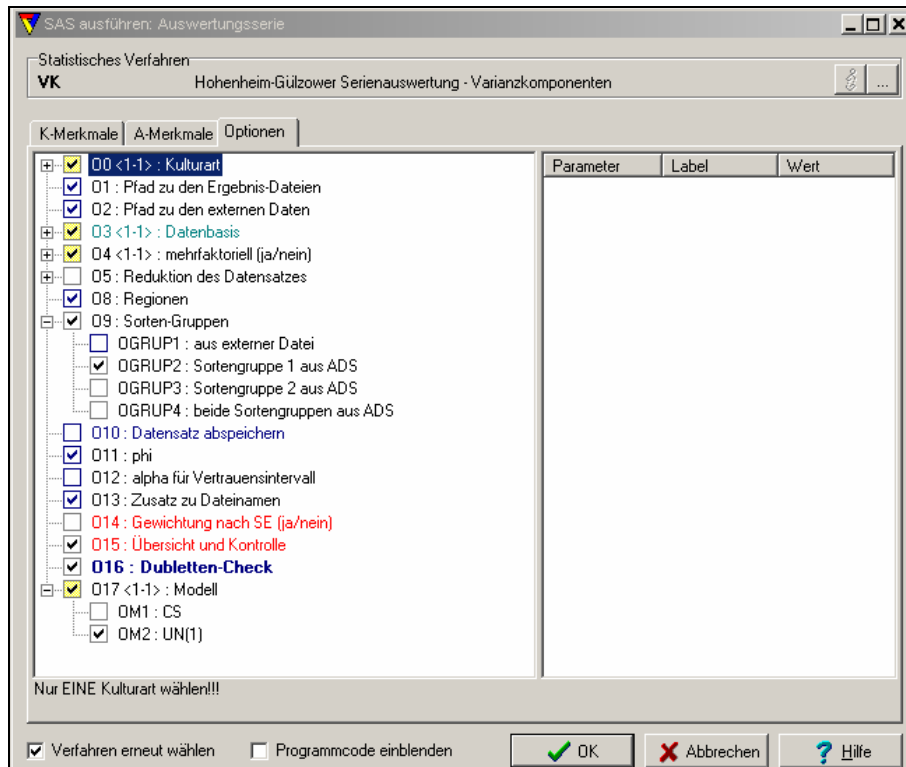 SAS ausführen: Auswertungsserie
Statistisches Verfahren
VK Hohenheim-Gülzower Serienauswertung - Varianzkomponenten
...
K-Merkmale A-Merkmale Optionen
O0 <1-1> : Kulturart
O1 : Pfad zu den Ergebnis-Dateien
O2 : Pfad zu den externen Daten
O3 <1-1> : Datenbasis
O4 <1-1> : mehrfaktoriell (ja/nein)
O5 : Reduktion des Datensatzes
O8 : Regionen
O9 : Sorten-Gruppen
OGRUP1 : aus externer Datei
OGRUP2 : Sortengruppe 1 aus ADS
OGRUP3 : Sortengruppe 2 aus ADS
OGRUP4 : beide Sortengruppen aus ADS
O10 : Datensatz abspeichern
O11 : phi
O12 : alpha für Vertrauensintervall
O13 : Zusatz zu Dateinamen
O14 : Gewichtung nach SE (ja/nein)
O15 : Übersicht und Kontrolle
O16 : Dubletten-Check
O17 <1-1> : Modell
OM1 : CS
OM2 : UN(1)
Parameter Label Wert
Nur EINE Kulturart wählen!!!
Verfahren erneut wählen Programmcode einblenden OK Abbrechen Hilfe